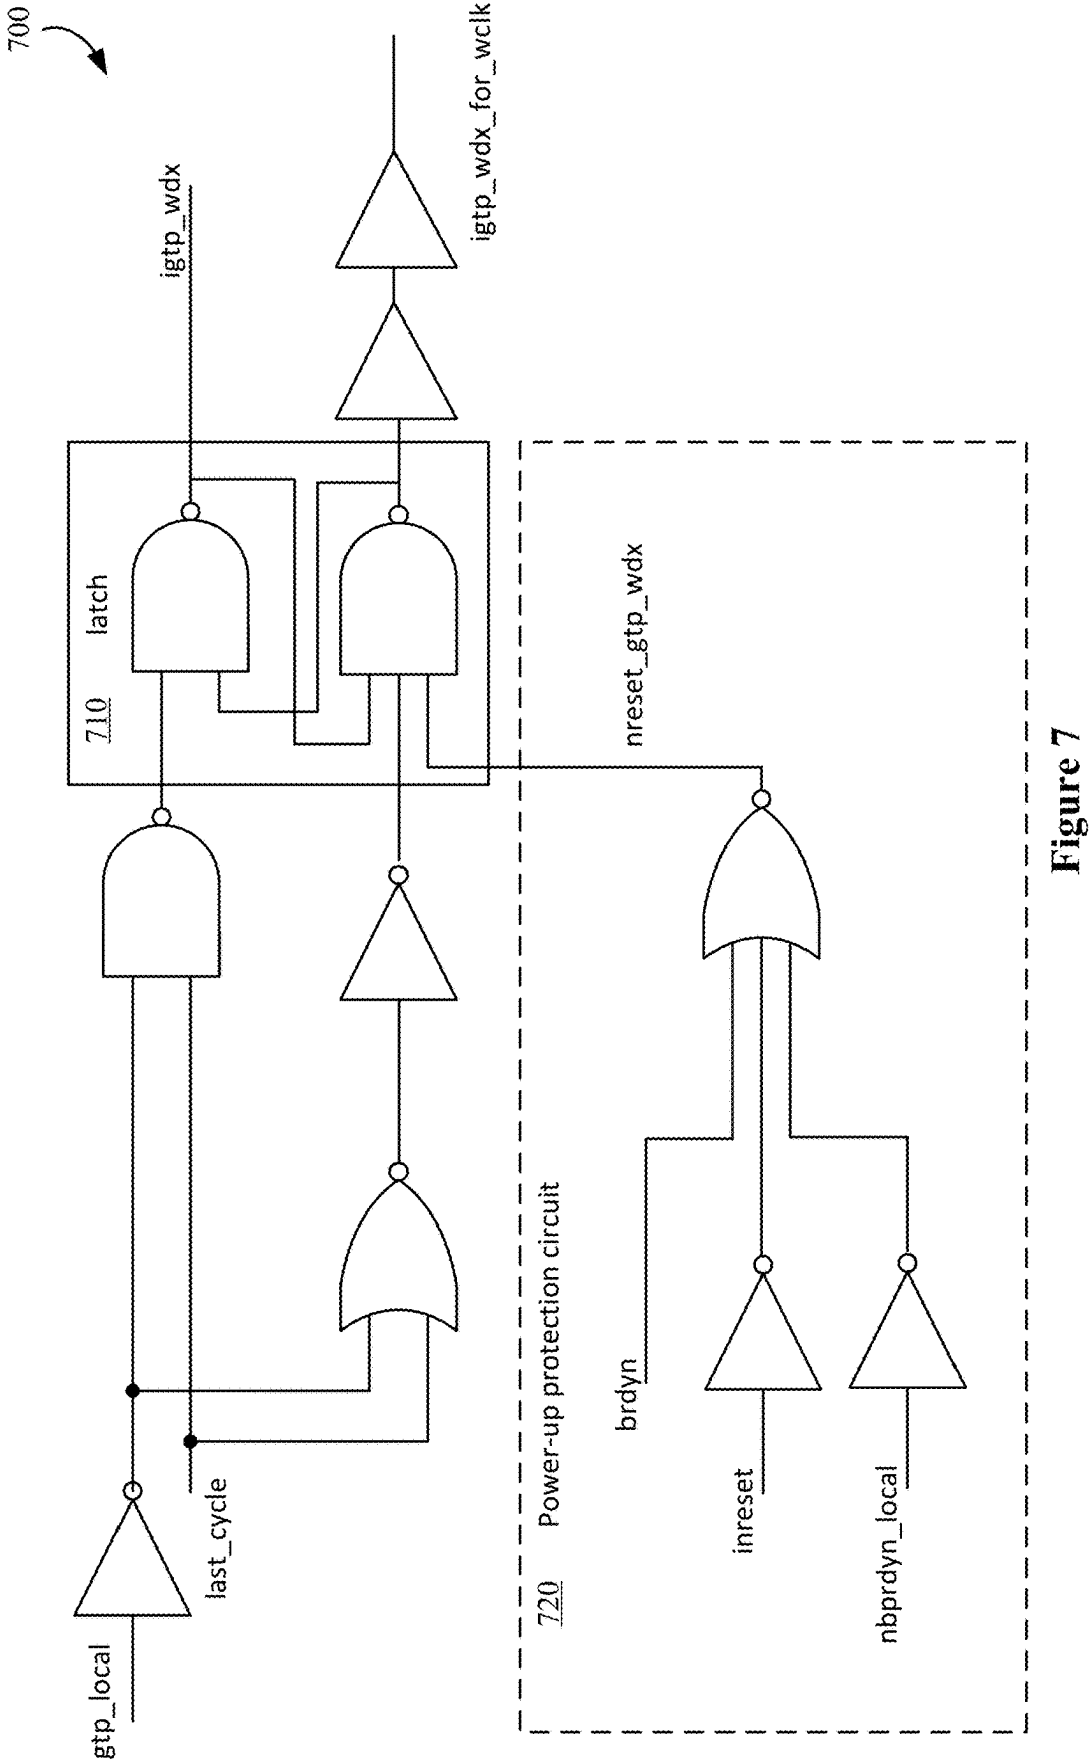 700
igtp_wdx
igtp_wdx_for_wclk
710
latch
gtp_local
last_cycle
nreset_gtp_wdx
720
Power-up protection circuit
brdyn
inreset
nbprdyn_local
Figure 7